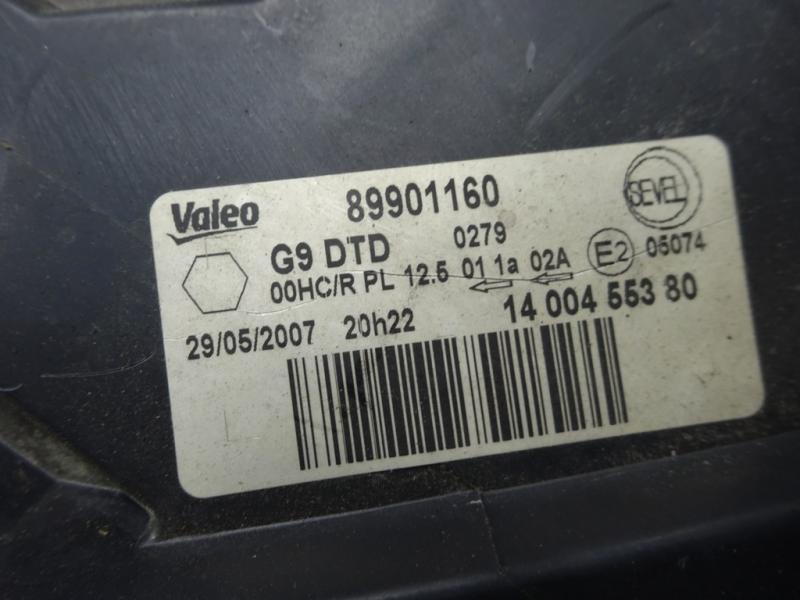 Valeo 89901160 SEVEL
G9 DTD 0279
00HC/R PL 12.5 01 1a 02A E2 05074
29/05/2007 20h22 14 004 553 80